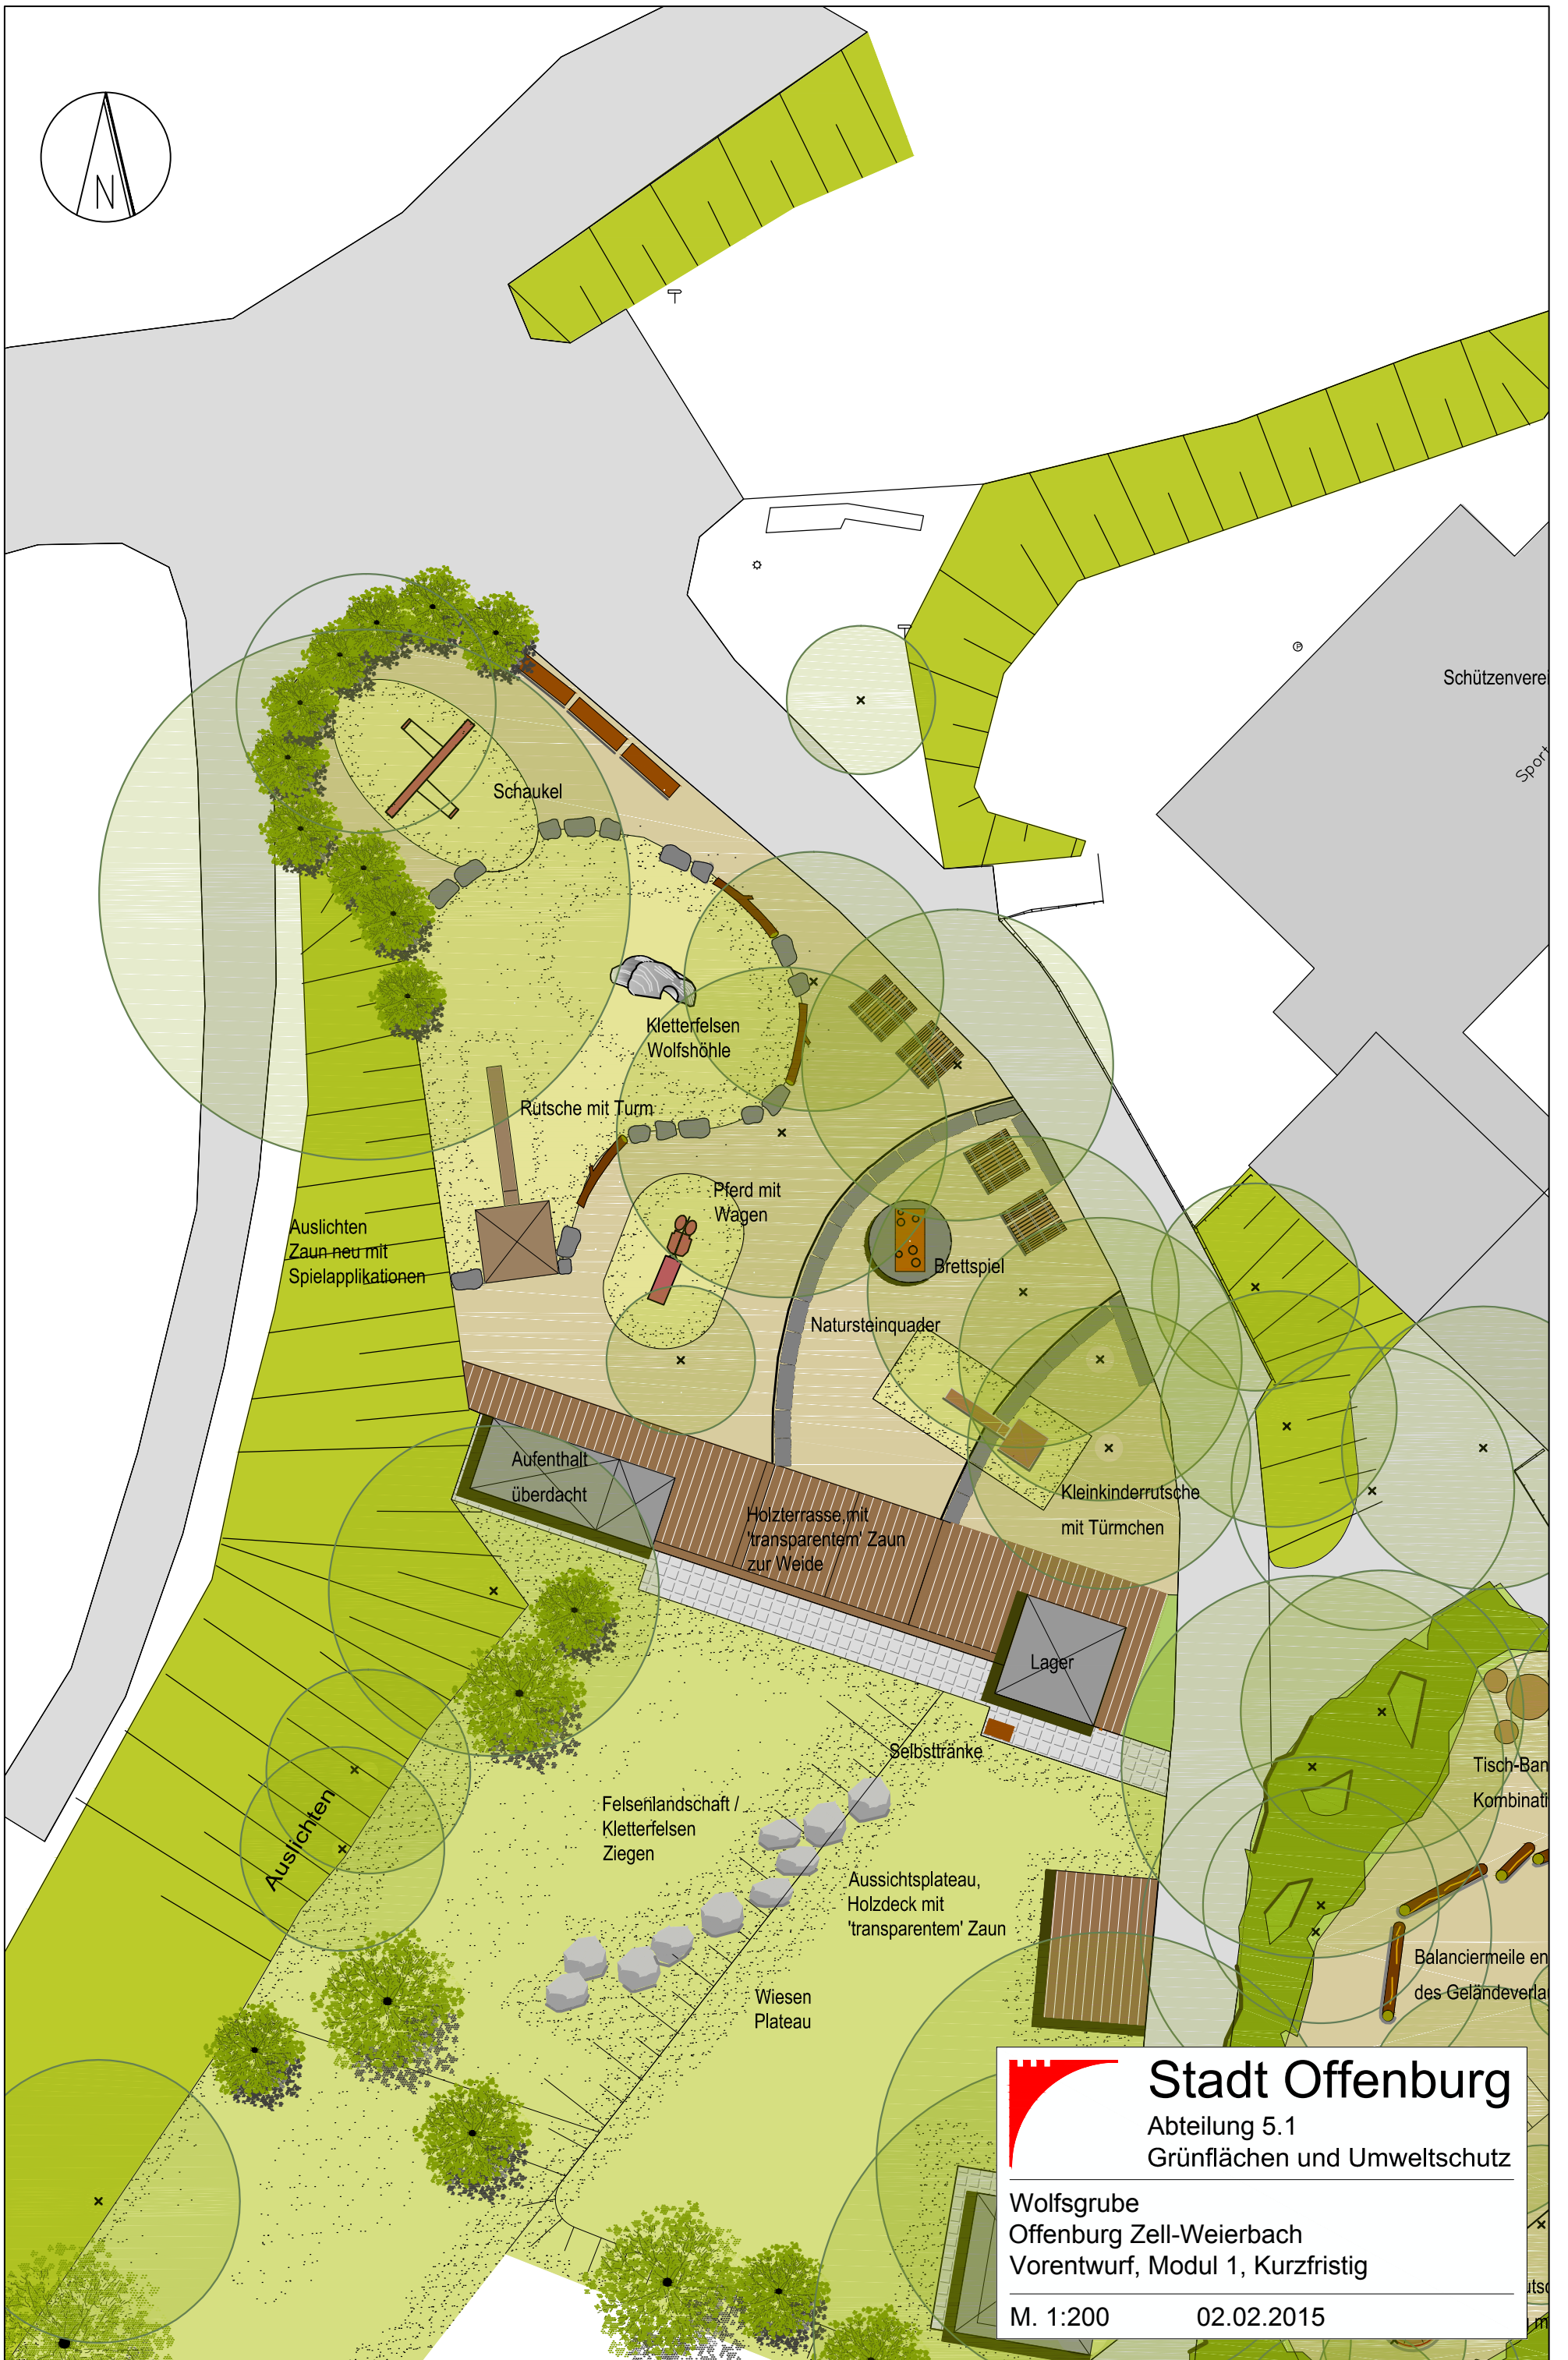 N
Schützenverei
Sport
P
Schaukel
Kletterfelsen
Wolfshöhle
Rutsche mit Turm
Pferd mit
Wagen
Auslichten
Zaun neu mit
Spielapplikationen
Brettspiel
Natursteinquader
Aufenthalt
überdacht
Kleinkinderrutsche
mit Türmchen
Holzterrasse,mit
'transparentem' Zaun
zur Weide
Lager
Selbsttränke
Tisch-Ban
Kombinati
Felsenlandschaft /
Kletterfelsen
Ziegen
Auslichten
Aussichtsplateau,
Holzdeck mit
'transparentem' Zaun
Balanciermeile en
des Geländeverla
Wiesen
Plateau
Stadt Offenburg
Abteilung 5.1
Grünflächen und Umweltschutz
Wolfsgrube
Offenburg Zell-Weierbach
Vorentwurf, Modul 1, Kurzfristig
M. 1:200 02.02.2015